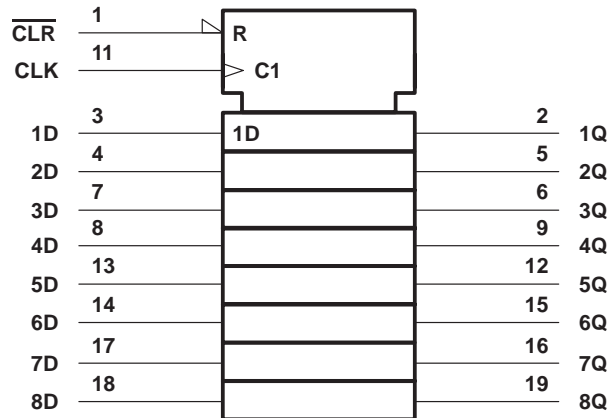 1
C̅L̅R̅ R
11
CLK C1
3 2
1D 1D 1Q
4 5
2D 2Q
7 6
3D 3Q
8 9
4D 4Q
13 12
5D 5Q
14 15
6D 6Q
17 16
7D 7Q
18 19
8D 8Q